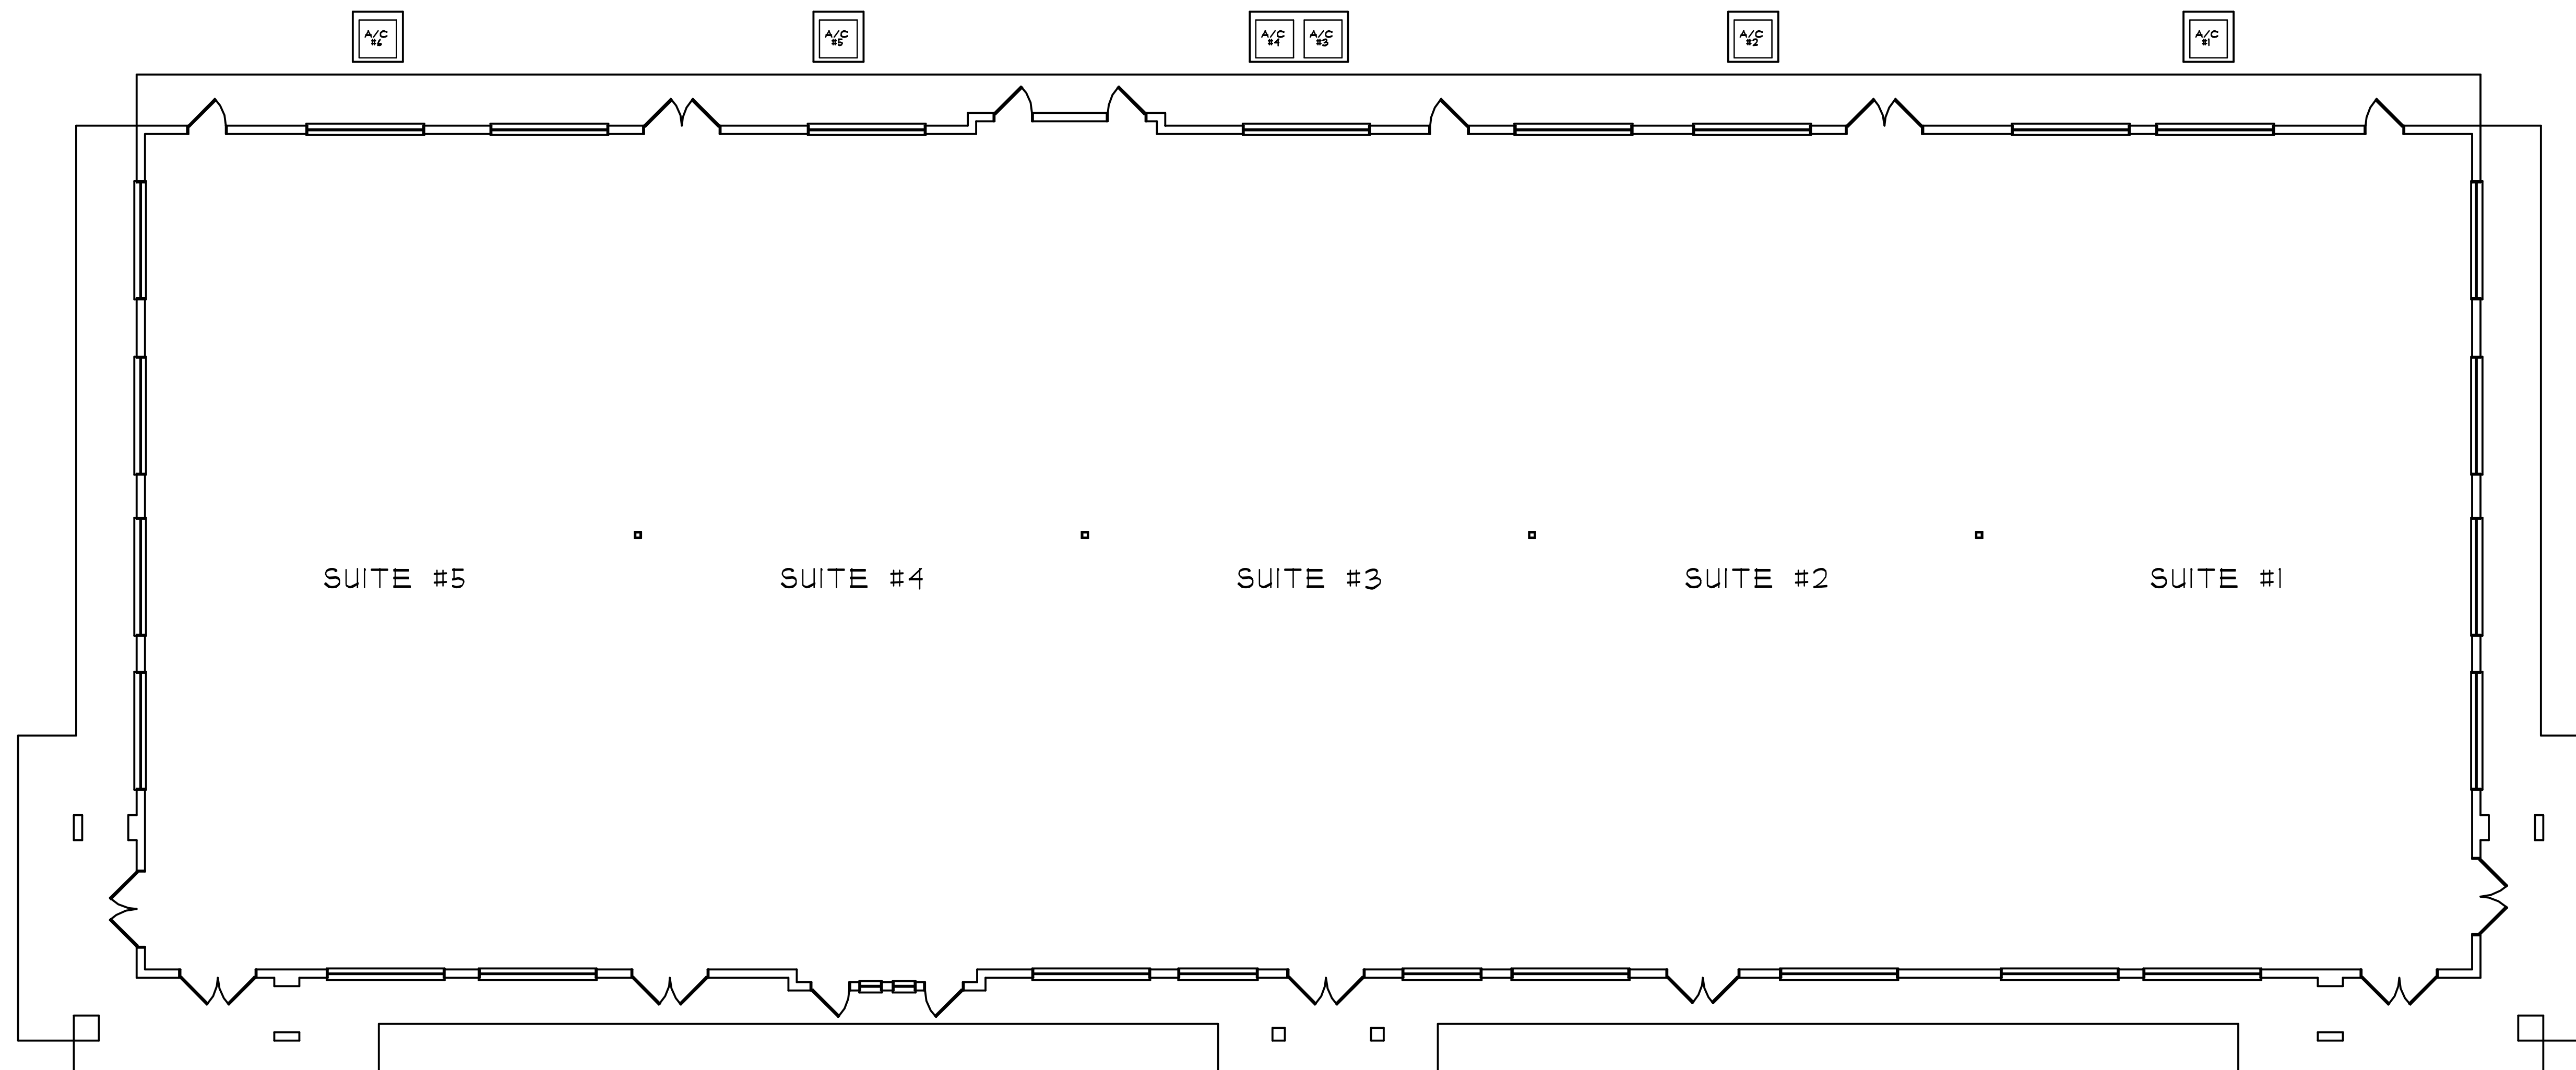 A/C
#6
A/C
#5
A/C
#4
A/C
#3
A/C
#2
A/C
#1
SUITE #5
SUITE #4
SUITE #3
SUITE #2
SUITE #1